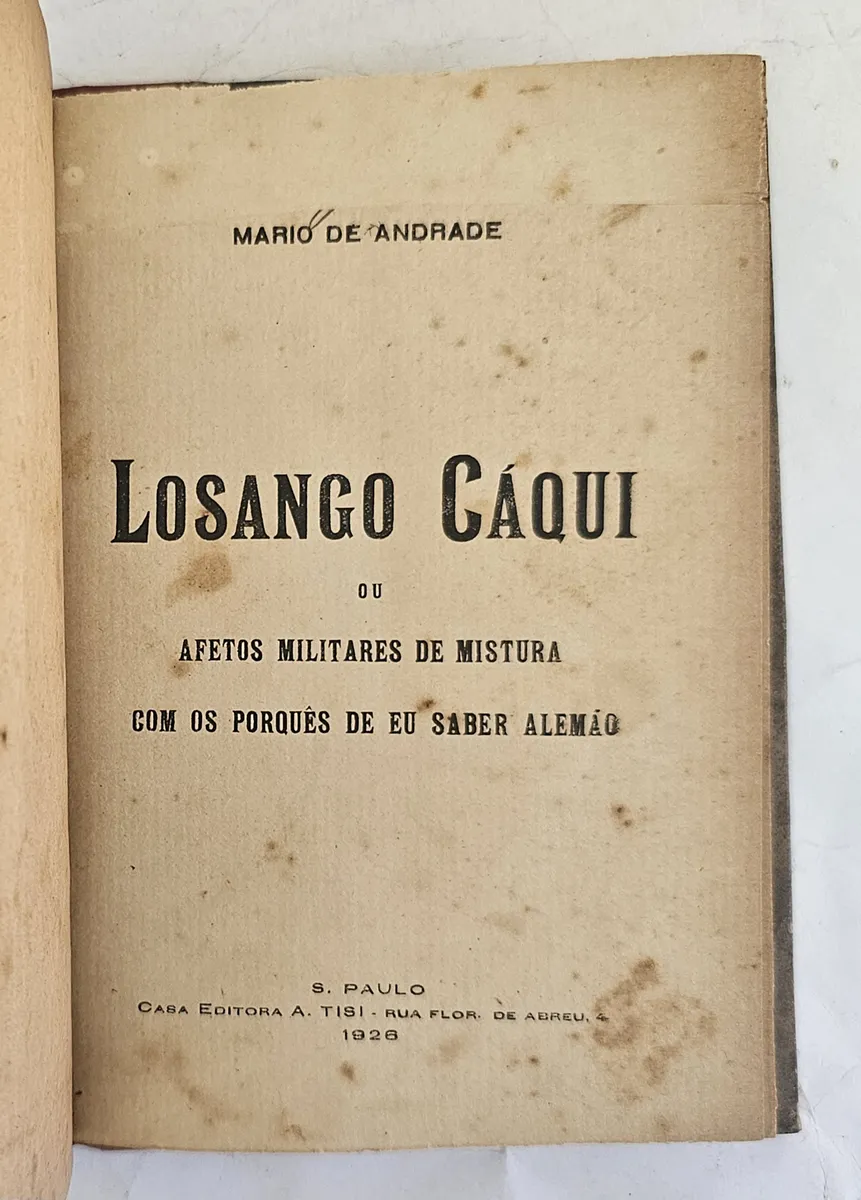 MARIO DE ANDRADE
LOSANGO CÁQUI
OU
AFETOS MILITARES DE MISTURA
COM OS PORQUÊS DE EU SABER ALEMÃO
S. PAULO
CASA EDITORA A. TISI - RUA FLOR. DE ABREU, 4
1926